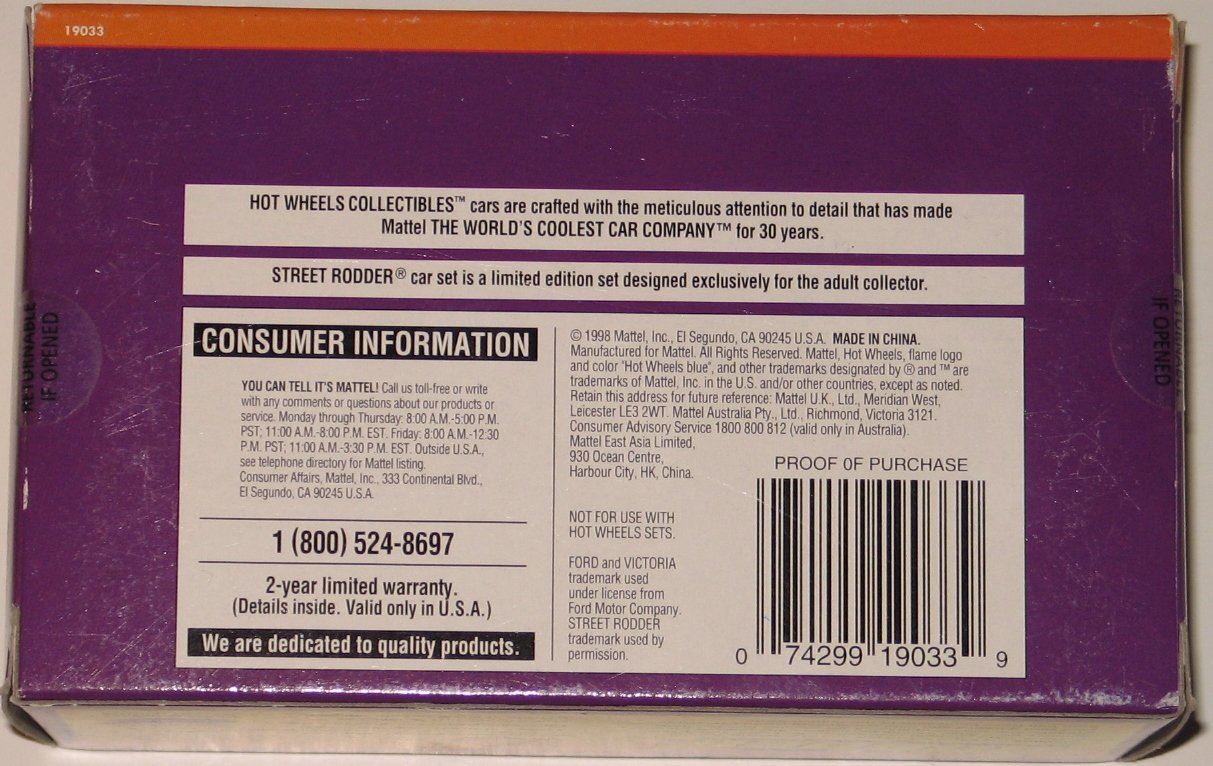 19033
HOT WHEELS COLLECTIBLES™ cars are crafted with the meticulous attention to detail that has made
Mattel THE WORLD'S COOLEST CAR COMPANY™ for 30 years.
STREET RODDER® car set is a limited edition set designed exclusively for the adult collector.
RETURNABLE
IF OPENED
CONSUMER INFORMATION
YOU CAN TELL IT'S MATTEL! Call us toll-free or write
with any comments or questions about our products or
service. Monday through Thursday: 8:00 A.M.-5:00 P.M.
PST; 11:00 A.M.-8:00 P.M. EST. Friday: 8:00 A.M.-12:30
P.M. PST; 11:00 A.M.-3:30 P.M. EST. Outside U.S.A.,
see telephone directory for Mattel listing.
Consumer Affairs, Mattel, Inc., 333 Continental Blvd.,
El Segundo, CA 90245 U.S.A.
1 (800) 524-8697
2-year limited warranty.
(Details inside. Valid only in U.S.A.)
We are dedicated to quality products.
© 1998 Mattel, Inc., El Segundo, CA 90245 U.S.A. MADE IN CHINA.
Manufactured for Mattel. All Rights Reserved. Mattel, Hot Wheels, flame logo
and color "Hot Wheels blue", and other trademarks designated by ® and ™ are
trademarks of Mattel, Inc. in the U.S. and/or other countries, except as noted.
Retain this address for future reference: Mattel U.K., Ltd., Meridian West,
Leicester LE3 2WT. Mattel Australia Pty., Ltd., Richmond, Victoria 3121.
Consumer Advisory Service 1800 800 812 (valid only in Australia).
Mattel East Asia Limited,
930 Ocean Centre,
Harbour City, HK, China.
NOT FOR USE WITH
HOT WHEELS SETS.
FORD and VICTORIA
trademark used
under license from
Ford Motor Company.
STREET RODDER
trademark used by
permission.
PROOF OF PURCHASE
0 74299 19033 9
IF OPENED